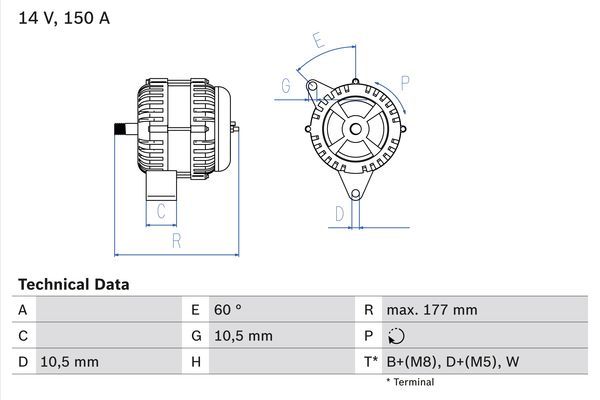 14 V, 150 A
E
G
P
C
D
R
Technical Data
A E 60 º R max. 177 mm
C G 10,5 mm P
D 10,5 mm H T* B+(M8), D+(M5), W
* Terminal